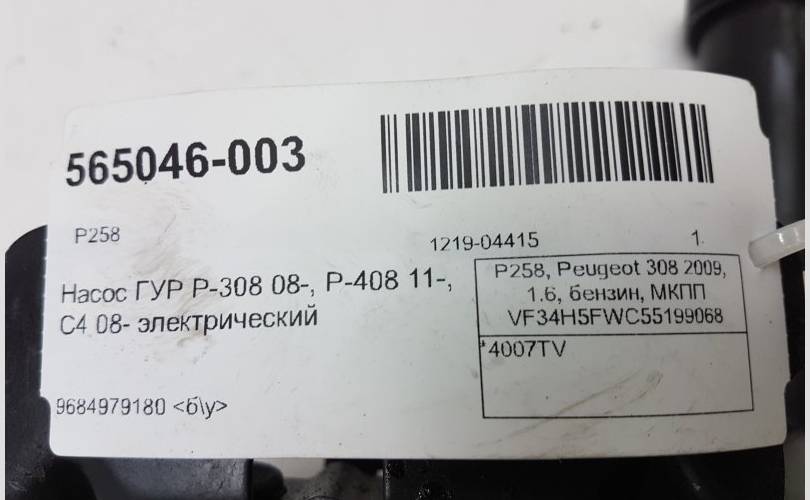 565046-003
P258
1219-04415
1.
Насос ГУР P-308 08-, P-408 11-,
C4 08- электрический
P258, Peugeot 308 2009,
1.6, бензин, МКПП
VF34H5FWC55199068
*4007TV
9684979180 <б\у>